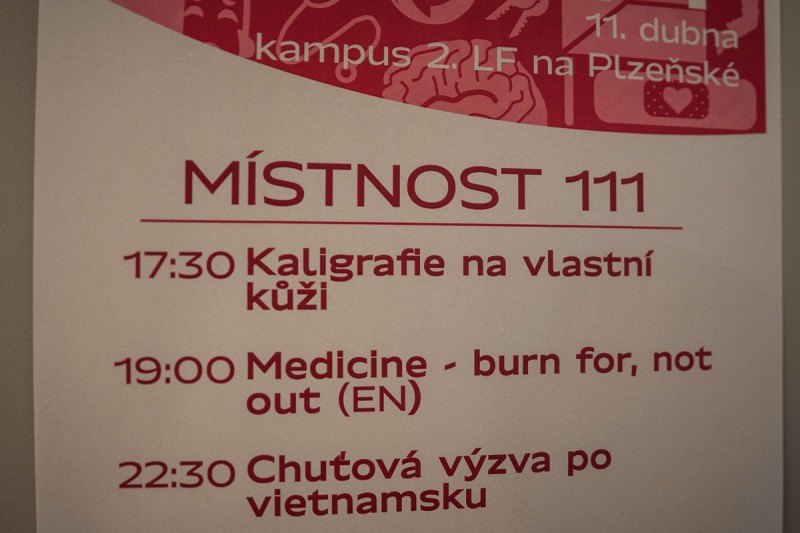 11. dubna
kampus 2. LF na Plzeňské
MÍSTNOST 111
17:30 Kaligrafie na vlastní
kůži
19:00 Medicine - burn for, not
out (EN)
22:30 Chuťová výzva po
vietnamsku